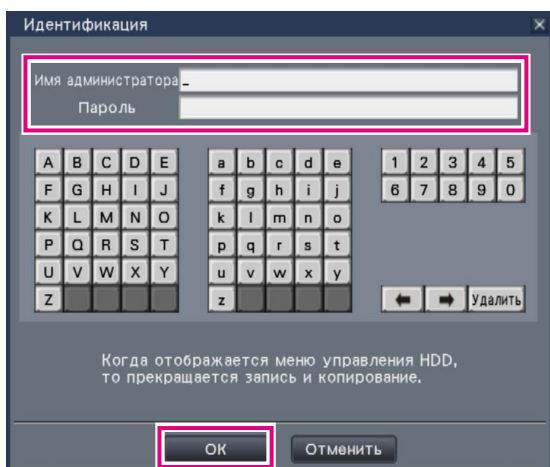 Идентификация
Имя администратора
Пароль
A B C D E a b c d e 1 2 3 4 5
F G H I J f g h i j 6 7 8 9 0
K L M N O k l m n o
P Q R S T p q r s t
U V W X Y u v w x y
Z z Удалить
Когда отображается меню управления HDD,
то прекращается запись и копирование.
OK Отменить